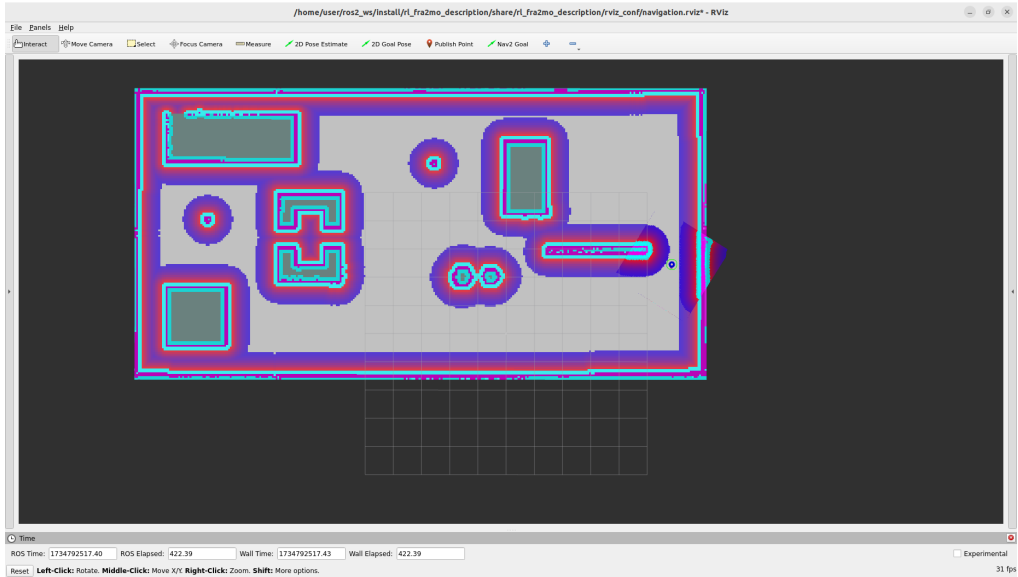 /home/user/ros2_ws/install/rl_fra2mo_description/share/rl_fra2mo_description/rviz_conf/navigation.rviz* - RViz
File Panels Help
Interact Move Camera Select Focus Camera Measure 2D Pose Estimate 2D Goal Pose Publish Point Nav2 Goal
Time
ROS Time: 1734792517.40 ROS Elapsed: 422.39 Wall Time: 1734792517.43 Wall Elapsed: 422.39 Experimental
Reset Left-Click: Rotate. Middle-Click: Move X/Y. Right-Click: Zoom. Shift: More options. 31 fps